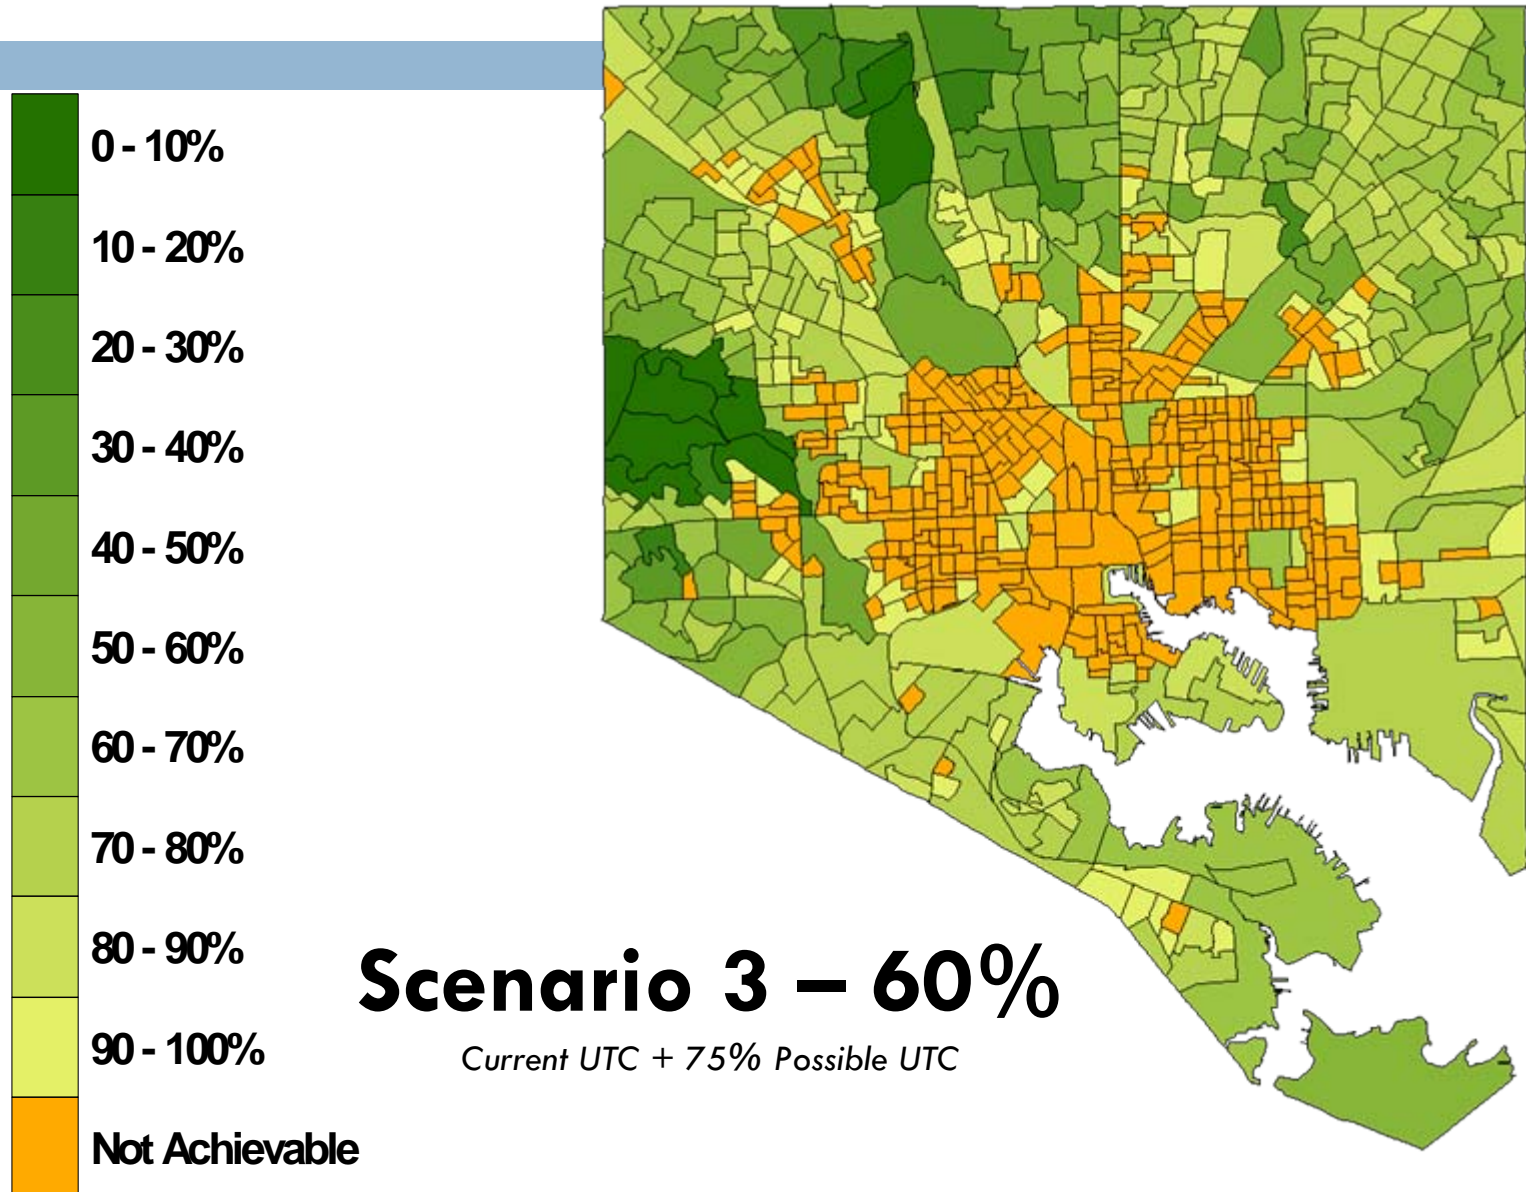 0 - 10%
10 - 20%
20 - 30%
30 - 40%
40 - 50%
50 - 60%
60 - 70%
70 - 80%
80 - 90%
90 - 100%
Not Achievable
Scenario 3 – 60%
Current UTC + 75% Possible UTC